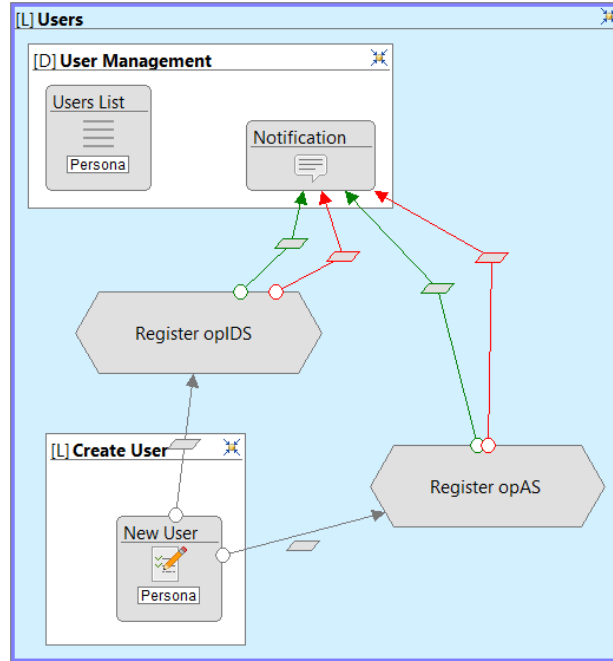 [L] Users
[D] User Management
Users List
Persona
Notification
Register opIDS
[L] Create User
Register opAS
New User
Persona